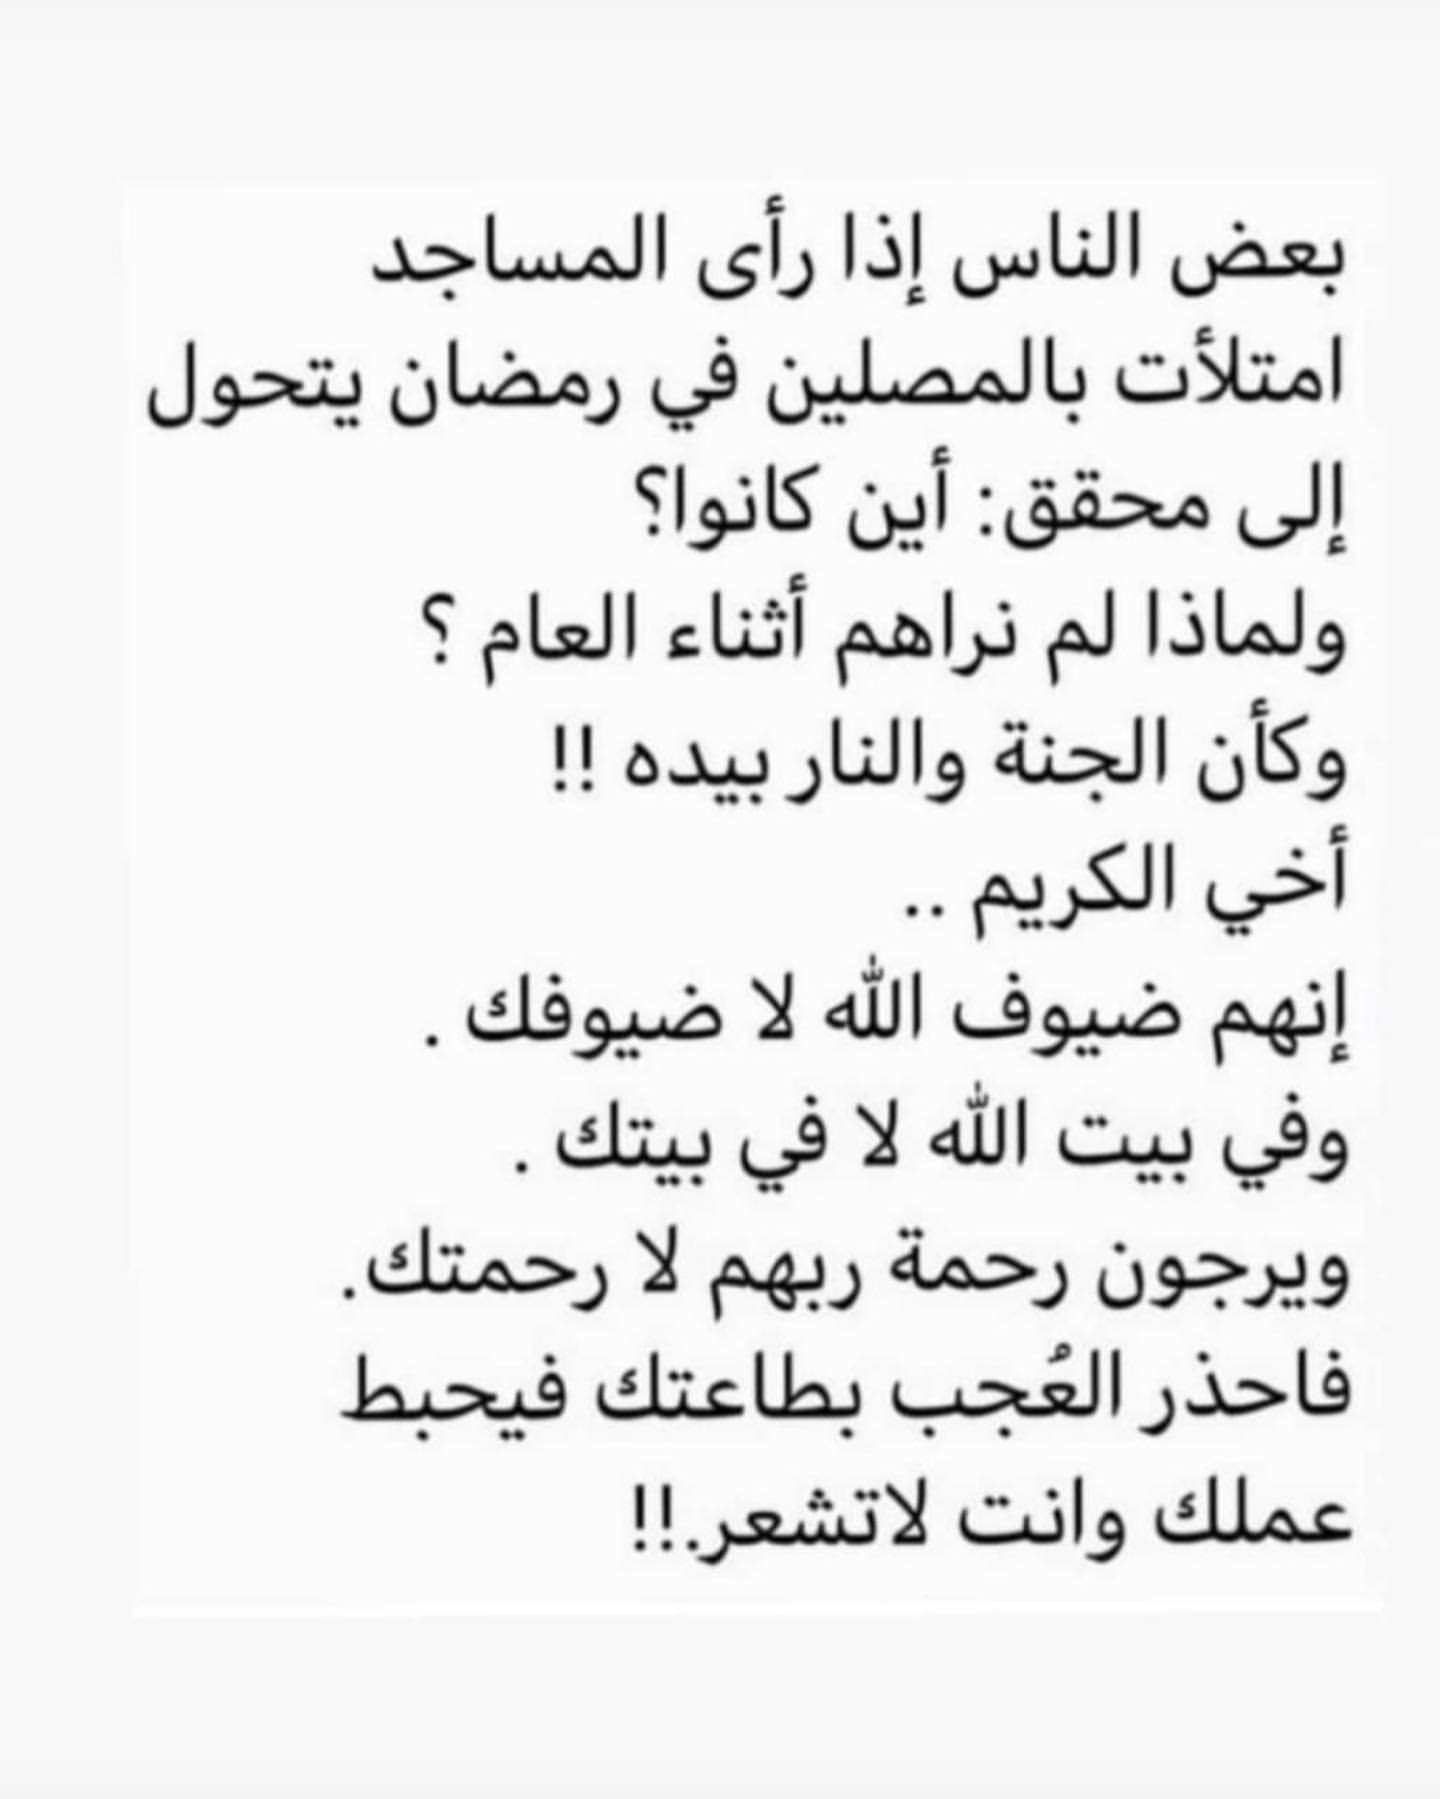 بعض الناس إذا رأى المساجد
امتلأت بالمصلين في رمضان يتحول
إلى محقق: أين كانوا؟
ولماذا لم نراهم أثناء العام ؟
وكأن الجنة والنار بيده !!
أخي الكريم ..
إنهم ضيوف الله لا ضيوفك .
وفي بيت الله لا في بيتك .
ويرجون رحمة ربهم لا رحمتك.
فاحذر العُجب بطاعتك فيحبط
عملك وانت لاتشعر.!!